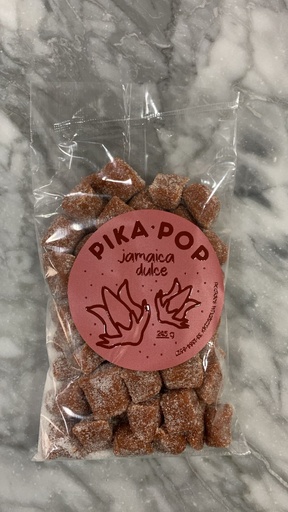 PIKA·POP
jamaica
dulce
245 g